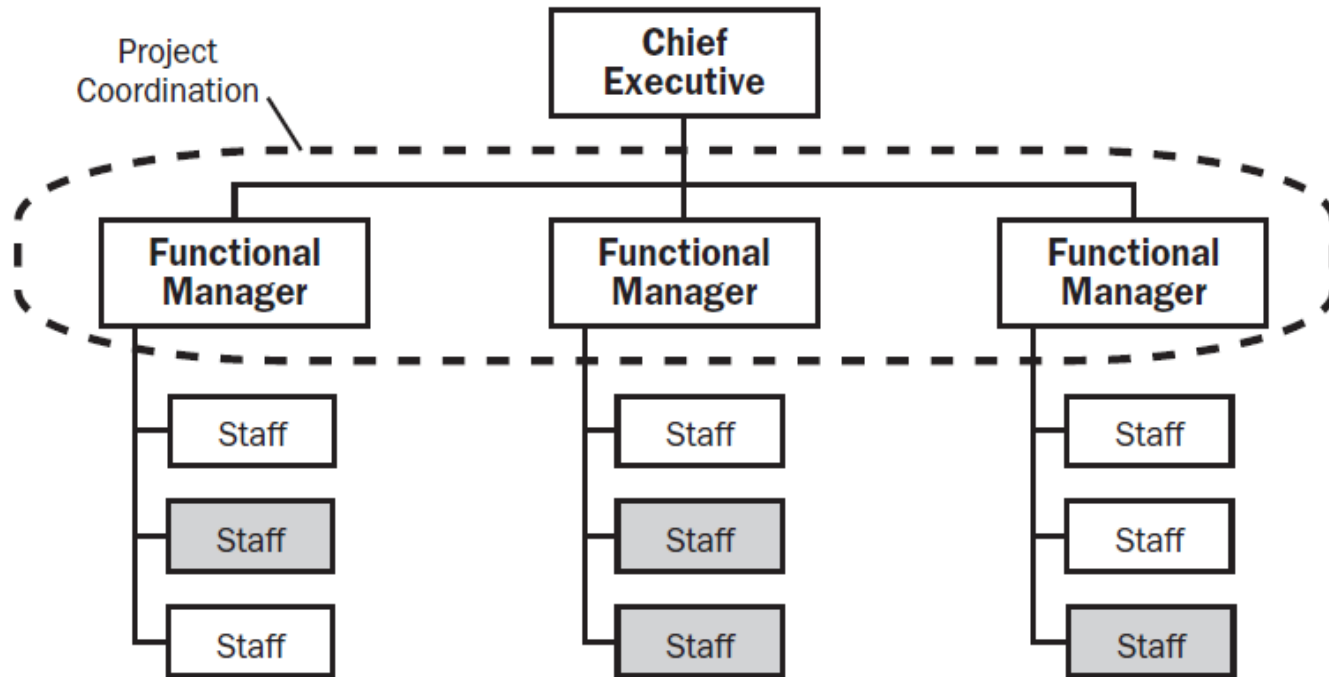 Project
Coordination
Chief
Executive
Functional
Manager
Functional
Manager
Functional
Manager
Staff
Staff
Staff
Staff
Staff
Staff
Staff
Staff
Staff